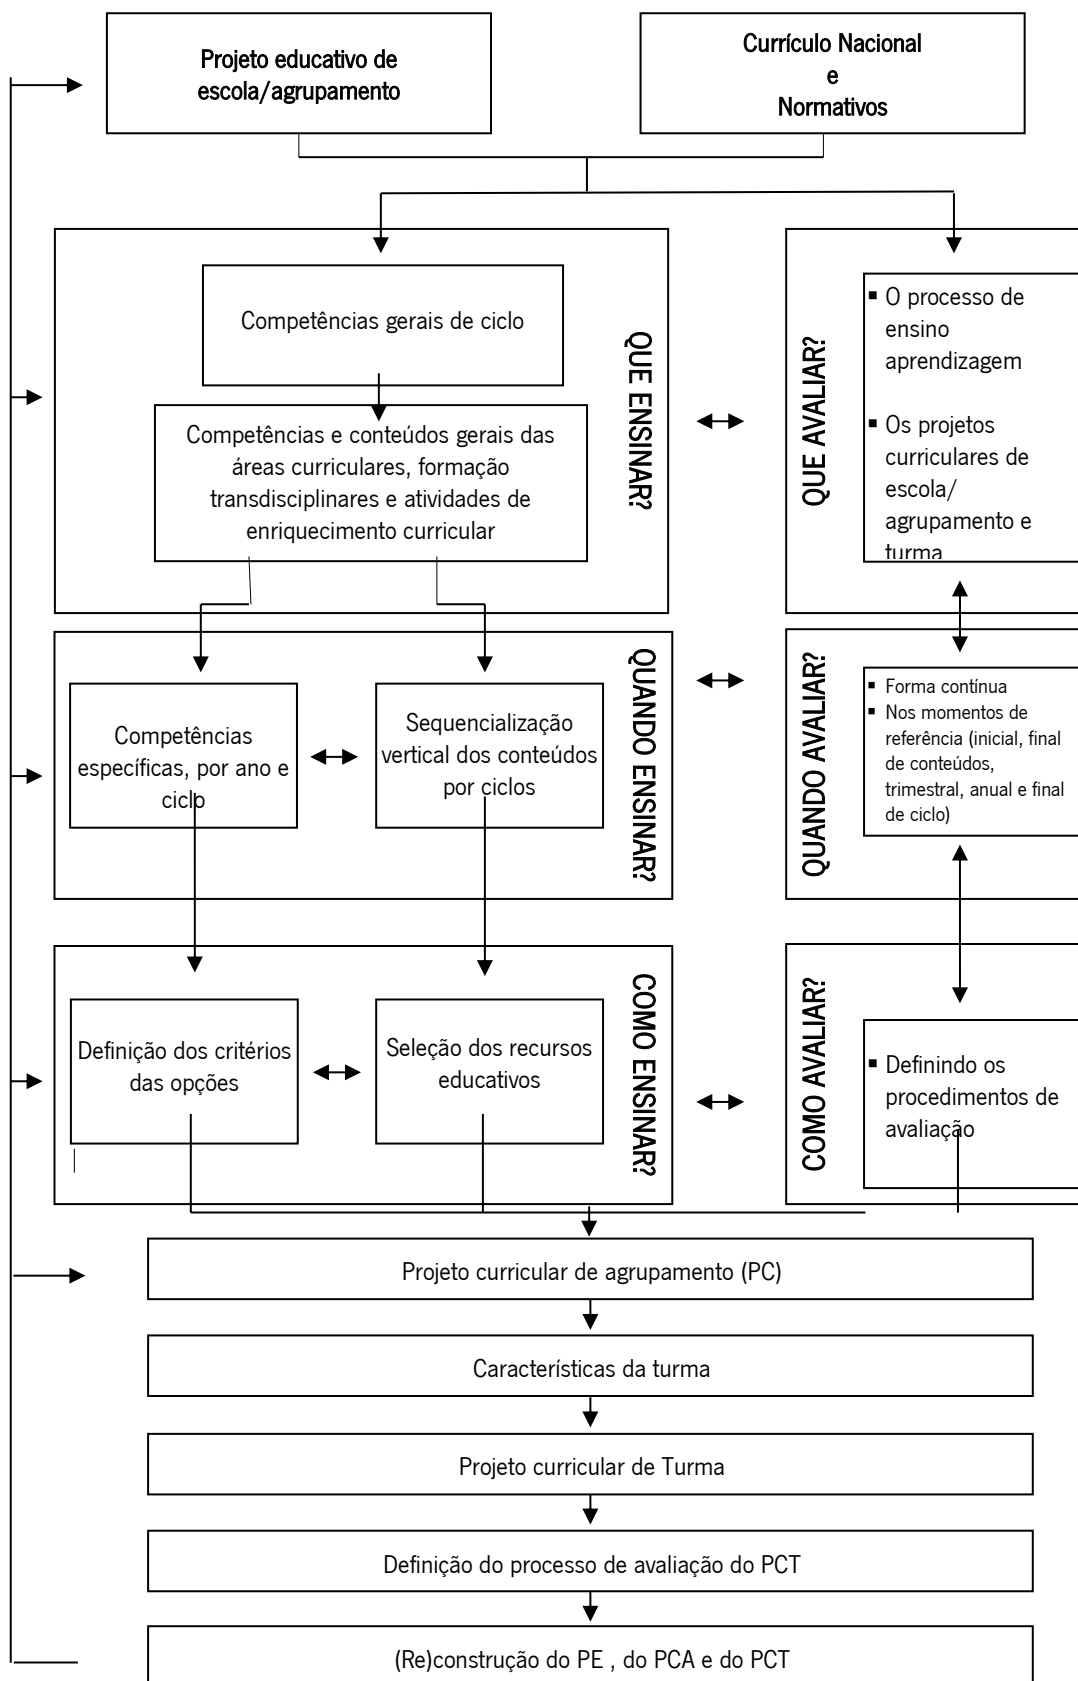 Projeto educativo de
escola/agrupamento
Currículo Nacional
e
Normativos
Competências gerais de ciclo
Competências e conteúdos gerais das
áreas curriculares, formação
transdisciplinares e atividades de
enriquecimento curricular
QUE ENSINAR?
QUE AVALIAR?
▪ O processo de
ensino
aprendizagem
▪ Os projetos
curriculares de
escola/
agrupamento e
turma
Competências
específicas, por ano e
ciclo
Sequencialização
vertical dos conteúdos
por ciclos
QUANDO ENSINAR?
QUANDO AVALIAR?
▪ Forma contínua
▪ Nos momentos de
referência (inicial, final
de conteúdos,
trimestral, anual e final
de ciclo)
Definição dos critérios
das opções
Seleção dos recursos
educativos
COMO ENSINAR?
COMO AVALIAR?
▪ Definindo os
procedimentos de
avaliação
Projeto curricular de agrupamento (PC)
Características da turma
Projeto curricular de Turma
Definição do processo de avaliação do PCT
(Re)construção do PE , do PCA e do PCT